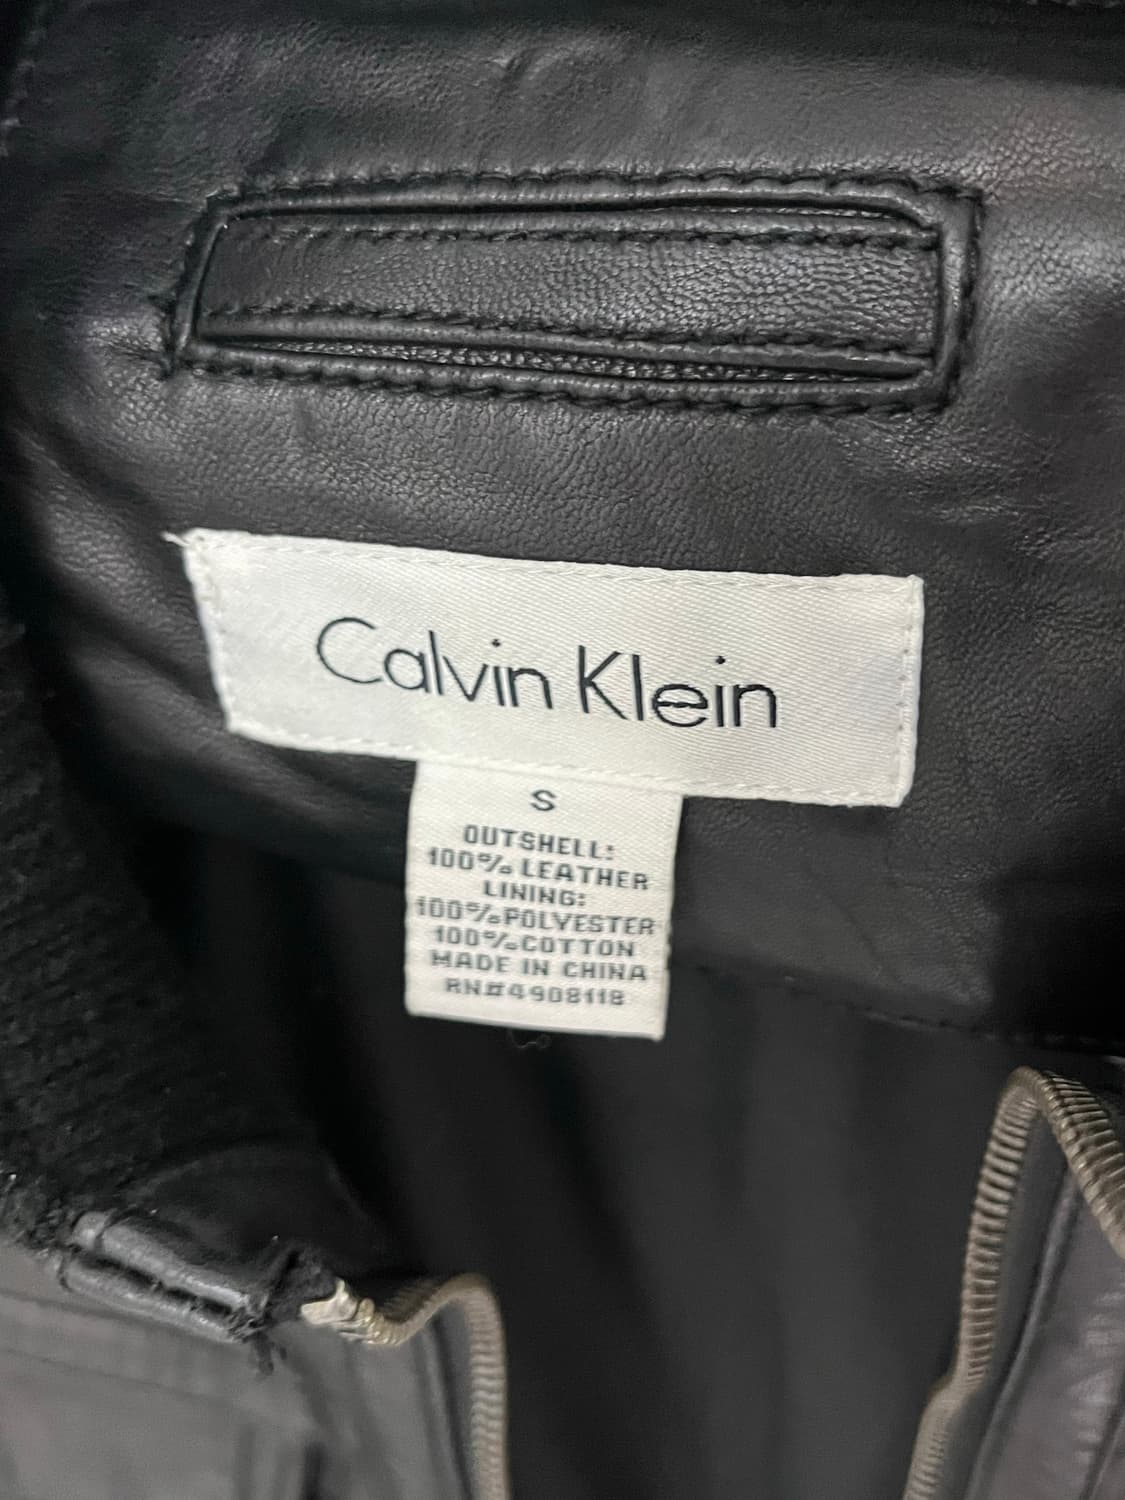 Calvin Klein
S
OUTSHELL:
100% LEATHER
LINING:
100% POLYESTER
100% COTTON
MADE IN CHINA
RN#4908118